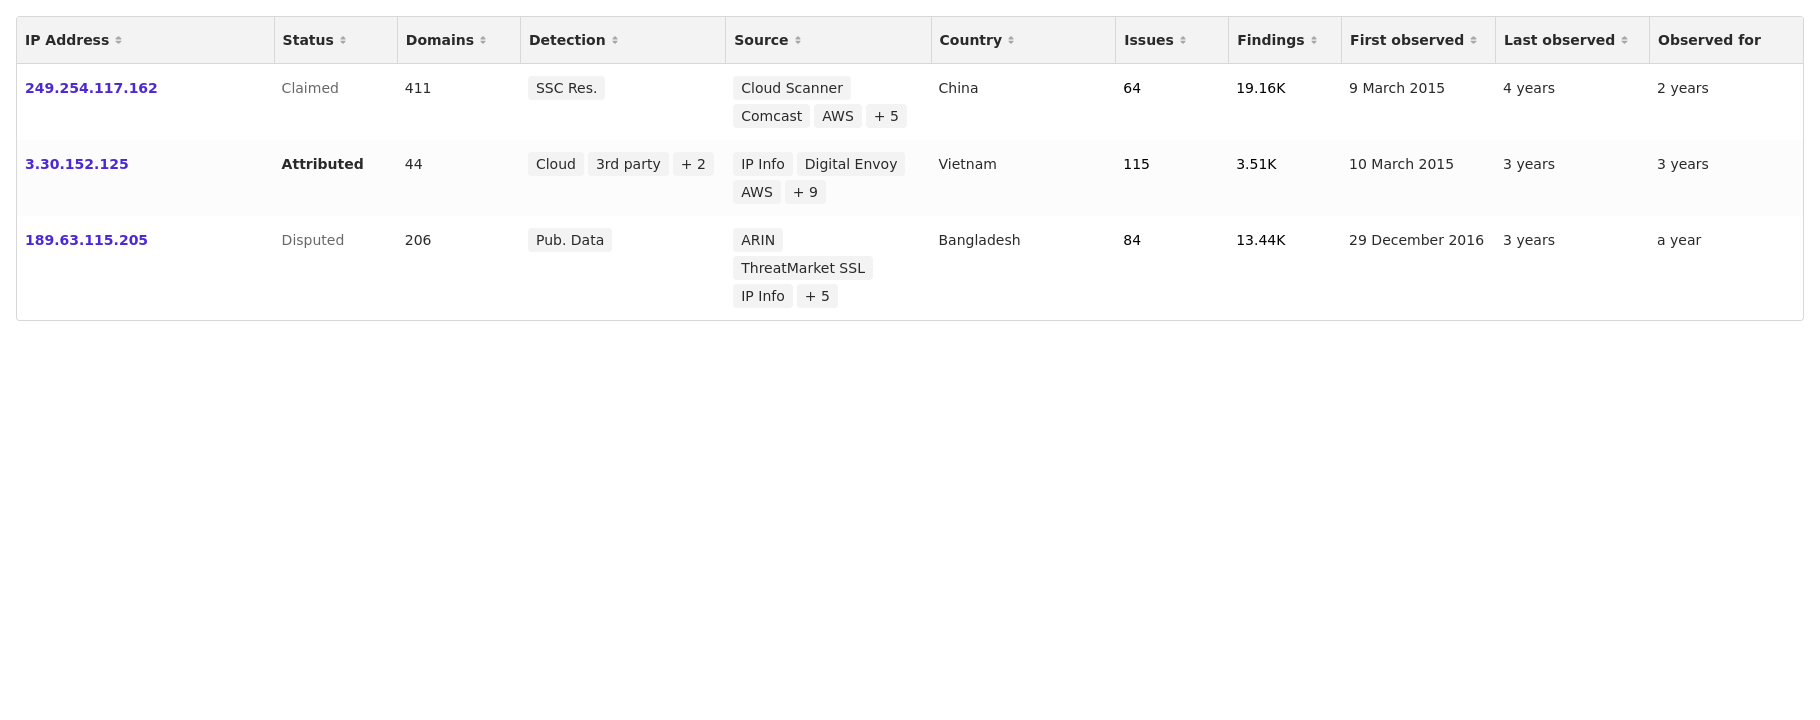 IP Address Status Domains Detection Source Country Issues Findings First observed Last observed Observed for
249.254.117.162 Claimed 411 SSC Res. Cloud Scanner China 64 19.16K 9 March 2015 4 years 2 years
Comcast AWS + 5
3.30.152.125 Attributed 44 Cloud 3rd party + 2 IP Info Digital Envoy Vietnam 115 3.51K 10 March 2015 3 years 3 years
AWS + 9
189.63.115.205 Disputed 206 Pub. Data ARIN Bangladesh 84 13.44K 29 December 2016 3 years a year
ThreatMarket SSL
IP Info + 5